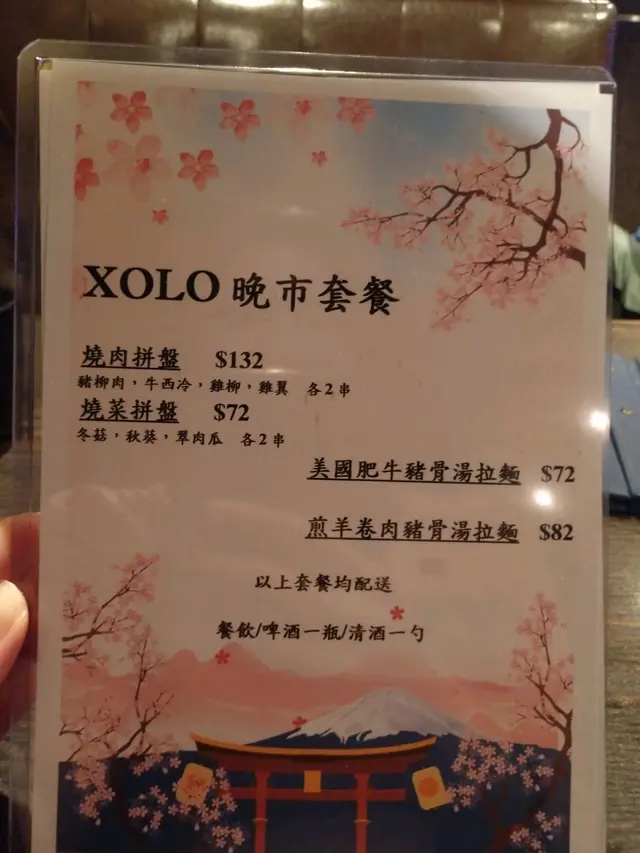 XOLO 晚市套餐
燒肉拼盤 $132
豬柳肉，牛西冷，雞柳，雞翼 各2串
燒菜拼盤 $72
冬菇，秋葵，翠肉瓜 各2串
美國肥牛豬骨湯拉麵 $72
煎羊卷肉豬骨湯拉麵 $82
以上套餐均配送
餐飲/啤酒一瓶/清酒一勺